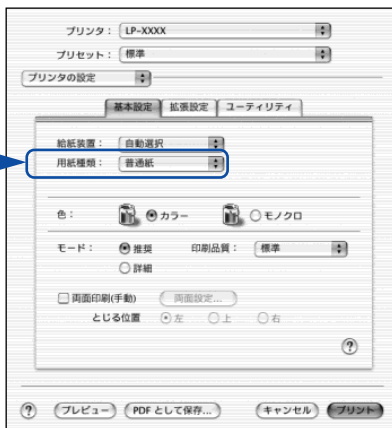 プリンタ： LP-XXXX
プリセット： 標準
プリンタの設定
基本設定 拡張設定 ユーティリティ
給紙装置： 自動選択
用紙種類： 普通紙
色： カラー モノクロ
モード： 推奨 印刷品質： 標準
詳細
両面印刷(手動) 両面設定...
とじる位置 左 上 右
?
? プレビュー PDF として保存... キャンセル プリント